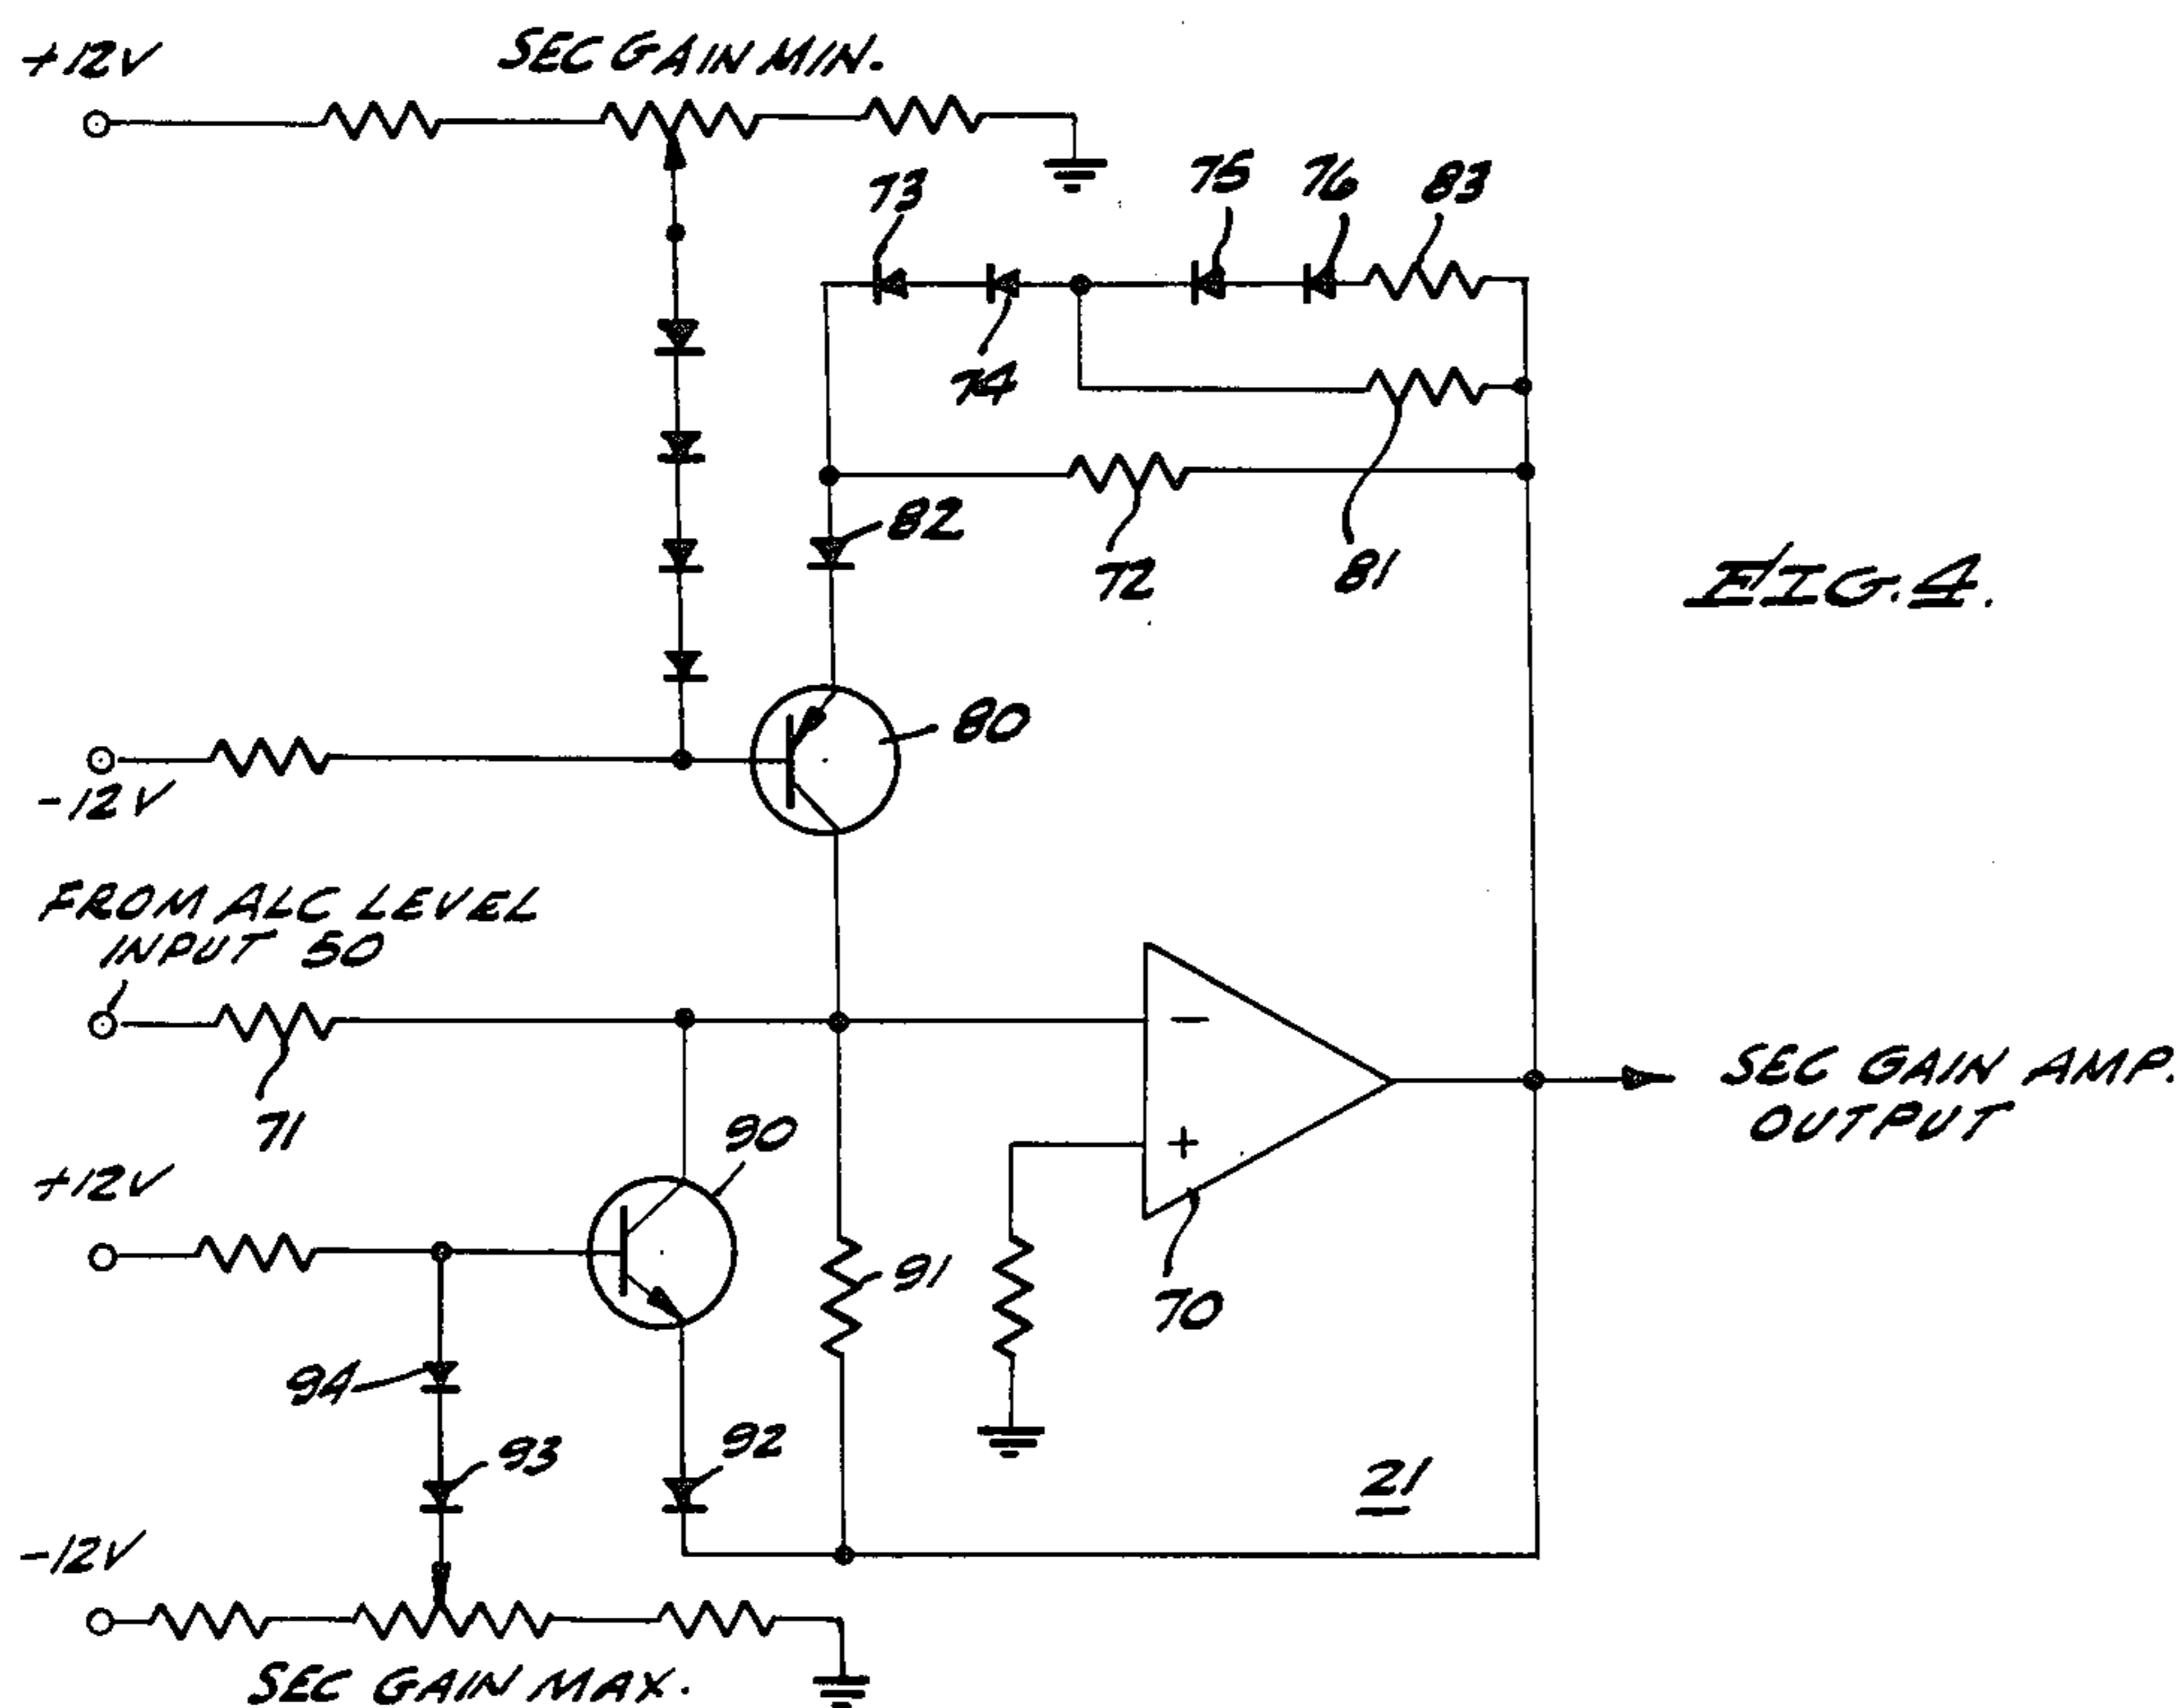 +12V
SEC GAIN MIN.
73
75
76
83
74
82
72
81
FIG. 4.
80
-12V
FROM ALC LEVEL
INPUT 50
71
90
+12V
SEC GAIN AMP.
OUTPUT
-
+
91
70
94
93
92
21
-12V
SEC GAIN MAX.